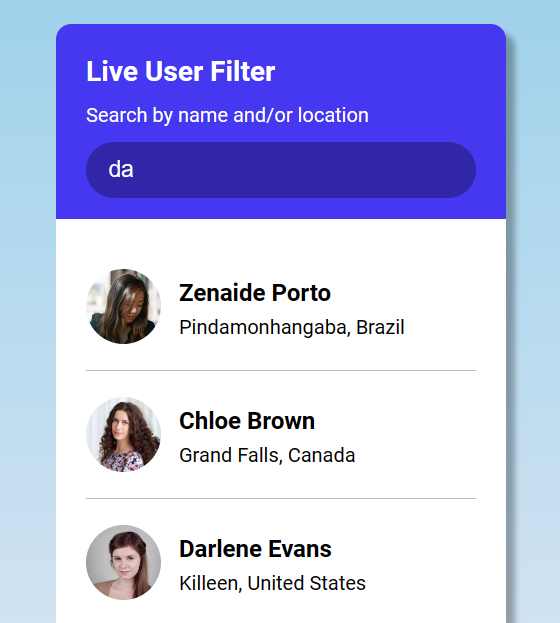 Live User Filter
Search by name and/or location
da
Zenaide Porto
Pindamonhangaba, Brazil
Chloe Brown
Grand Falls, Canada
Darlene Evans
Killeen, United States